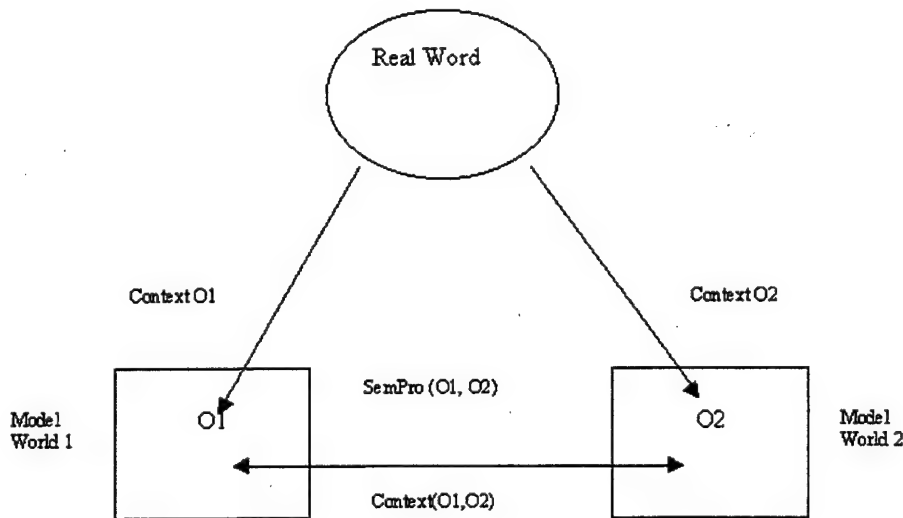 Real Word
Context O1
Context O2
SemPro (O1, O2)
Model
World 1
O1
O2
Model
World 2
Context(O1,O2)